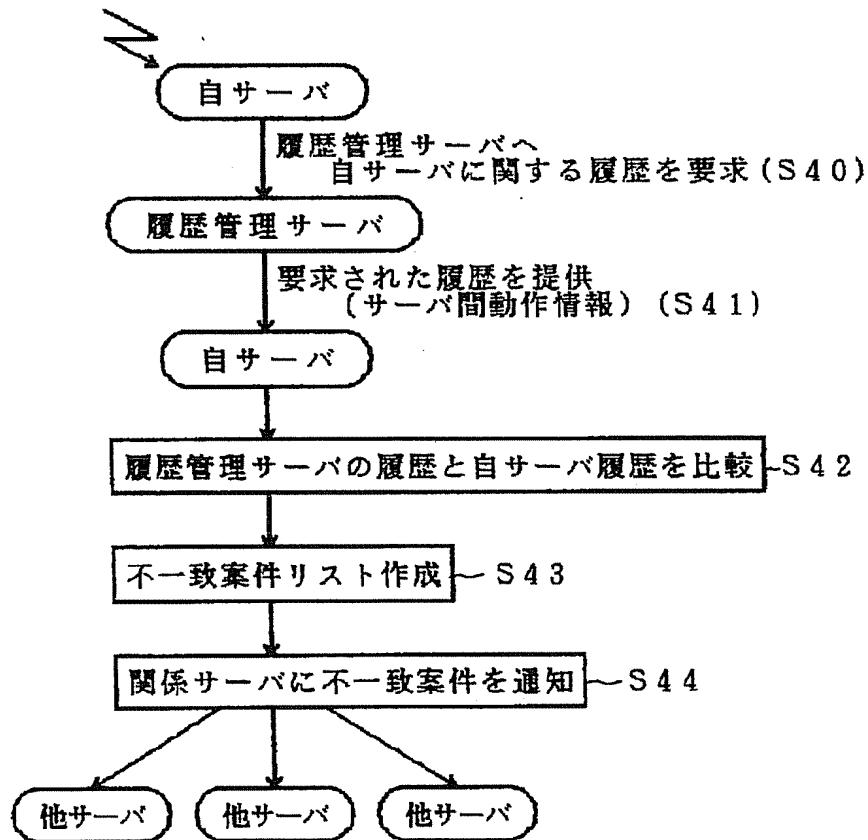 自サーバ
履歴管理サーバへ
自サーバに関する履歴を要求(S40)
履歴管理サーバ
要求された履歴を提供
(サーバ間動作情報)(S41)
自サーバ
履歴管理サーバの履歴と自サーバ履歴を比較 S42
不一致案件リスト作成 S43
関係サーバに不一致案件を通知 S44
他サーバ 他サーバ 他サーバ